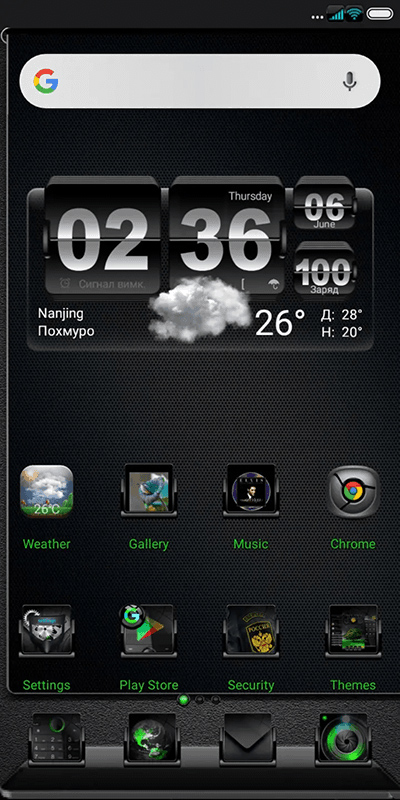 Thursday
02 36
06
June
100
Заряд
Сигнал вимк.
Nanjing
Похмуро
26°
Д: 28°
Н: 20°
26°C
Weather
Gallery
Music
Chrome
РОССИЯ
Settings
Play Store
Security
Themes